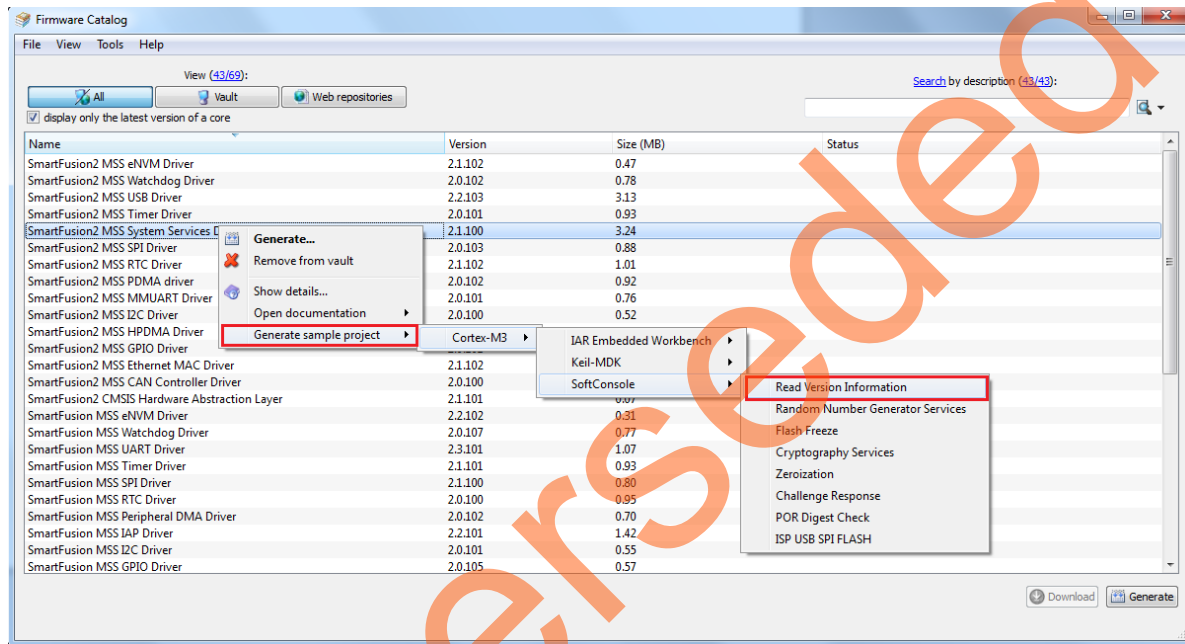 Firmware Catalog
File View Tools Help
View (43/69):
Search by description (43/43):
All Vault Web repositories
display only the latest version of a core
Name Version Size (MB) Status
SmartFusion2 MSS eNVM Driver 2.1.102 0.47
SmartFusion2 MSS Watchdog Driver 2.0.102 0.78
SmartFusion2 MSS USB Driver 2.2.103 3.13
SmartFusion2 MSS Timer Driver 2.0.101 0.93
SmartFusion2 MSS System Services 2.1.100 3.24
SmartFusion2 MSS SPI Driver 2.0.103 0.88
SmartFusion2 MSS RTC Driver 2.1.102 1.01
SmartFusion2 MSS PDMA driver 2.0.102 0.92
SmartFusion2 MSS MMUART Driver 2.0.101 0.76
SmartFusion2 MSS I2C Driver 2.0.100 0.52
SmartFusion2 MSS HPDMA Driver
SmartFusion2 MSS GPIO Driver
SmartFusion2 MSS Ethernet MAC Driver 2.1.102
SmartFusion2 MSS CAN Controller Driver 2.0.100
SmartFusion2 CMSIS Hardware Abstraction Layer 2.1.101 0.07
SmartFusion MSS eNVM Driver 2.2.102 0.31
SmartFusion MSS Watchdog Driver 2.0.107 0.77
SmartFusion MSS UART Driver 2.3.101 1.07
SmartFusion MSS Timer Driver 2.1.101 0.93
SmartFusion MSS SPI Driver 2.1.100 0.80
SmartFusion MSS RTC Driver 2.0.100 0.95
SmartFusion MSS Peripheral DMA Driver 2.0.102 0.70
SmartFusion MSS IAP Driver 2.2.101 1.42
SmartFusion MSS I2C Driver 2.0.101 0.55
SmartFusion MSS GPIO Driver 2.0.105 0.57
Generate...
Remove from vault
Show details...
Open documentation
Generate sample project
Cortex-M3
IAR Embedded Workbench
Keil-MDK
SoftConsole
Read Version Information
Random Number Generator Services
Flash Freeze
Cryptography Services
Zeroization
Challenge Response
POR Digest Check
ISP USB SPI FLASH
Download Generate
erseded